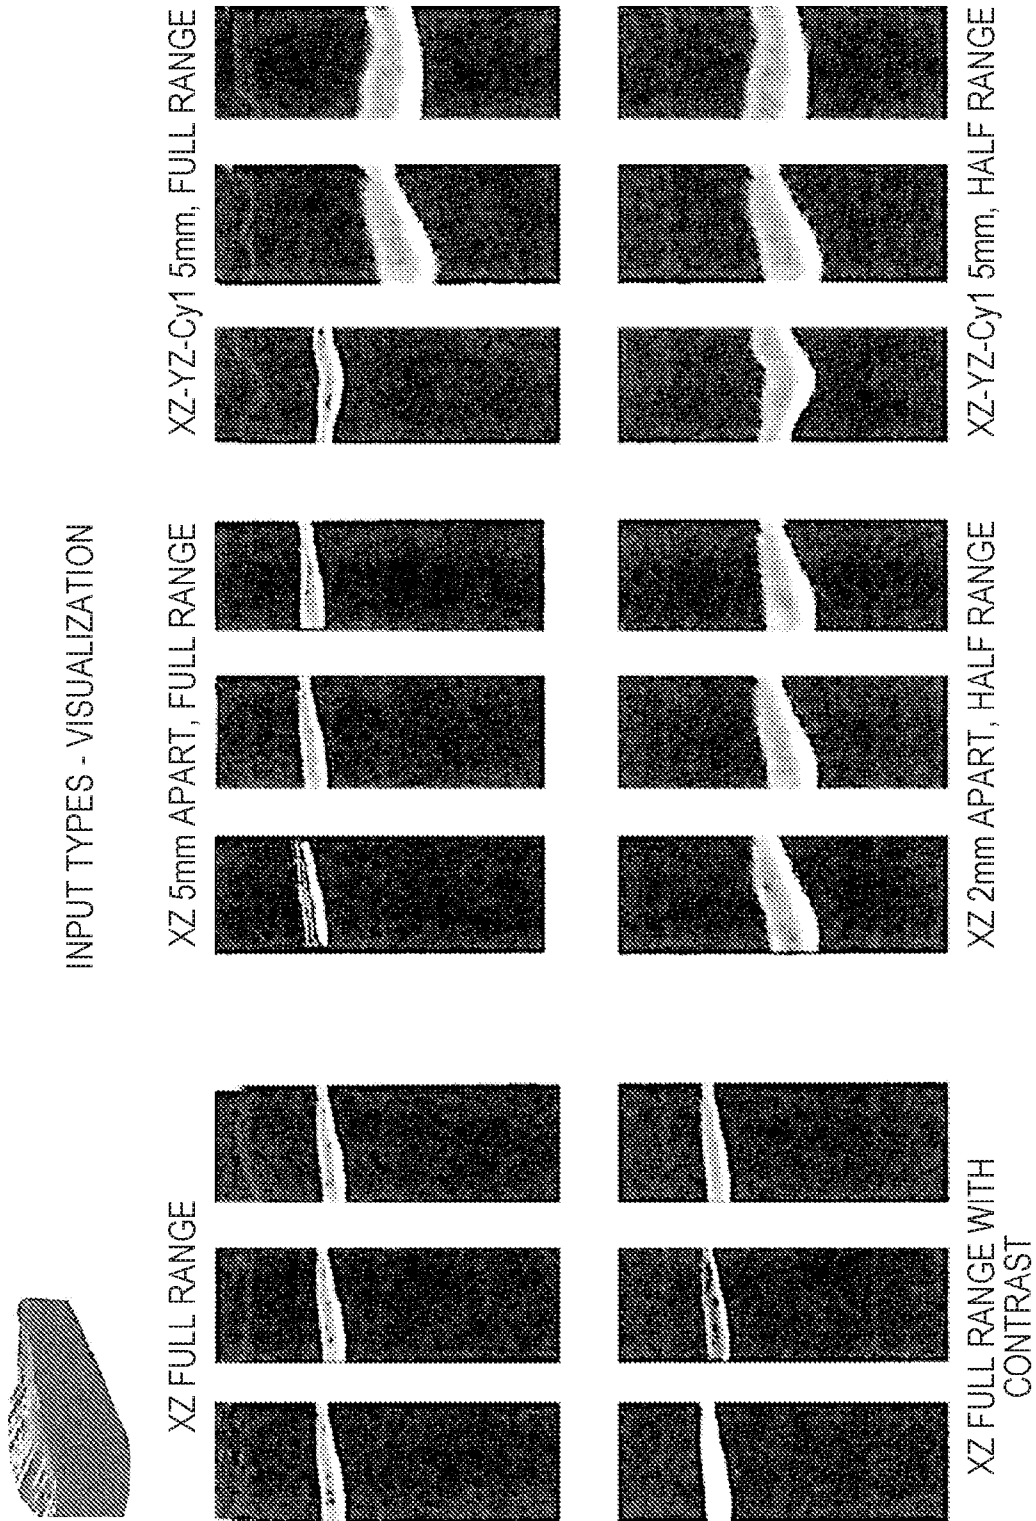 INPUT TYPES - VISUALIZATION
XZ FULL RANGE
XZ 5mm APART, FULL RANGE
XZ-YZ-Cy1 5mm, FULL RANGE
XZ FULL RANGE WITH
CONTRAST
XZ 2mm APART, HALF RANGE
XZ-YZ-Cy1 5mm, HALF RANGE